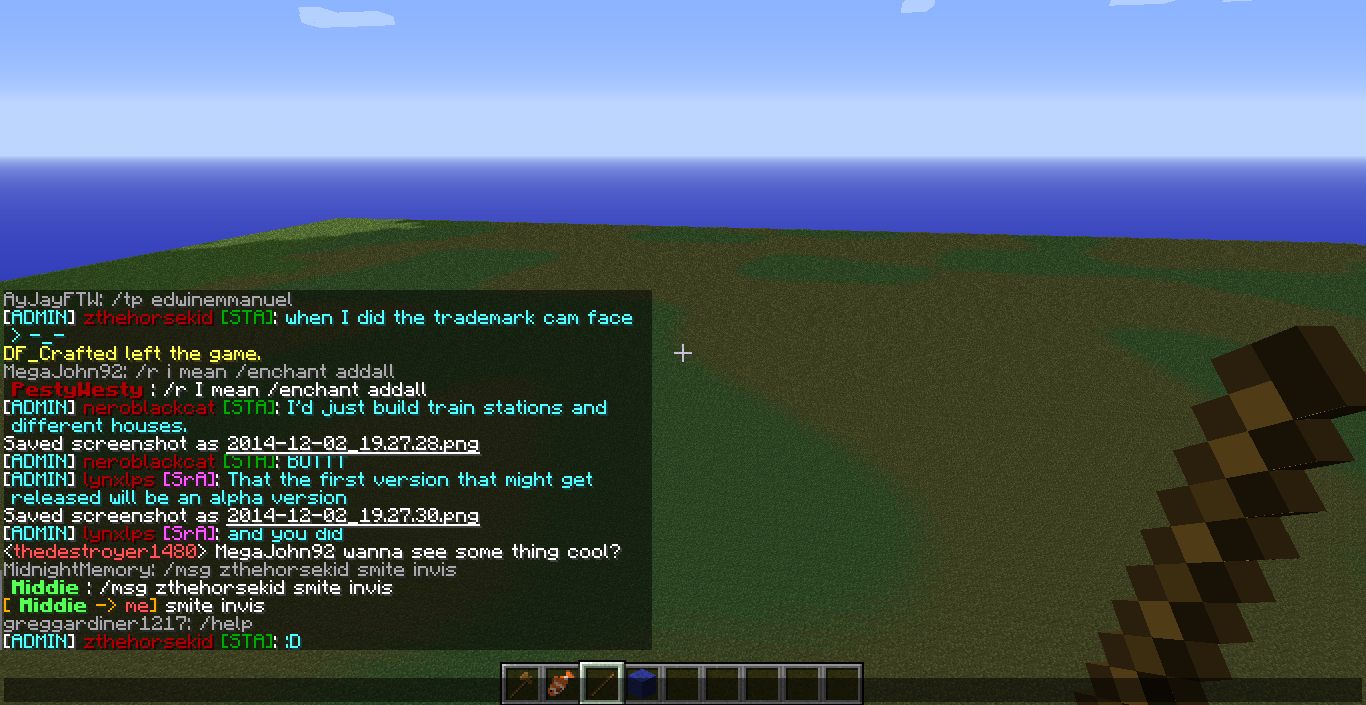 AyJayFTW: /tp edwinemmanuel
[ADMIN] zthehorsekid [STA]: when I did the trademark cam face
> -_-
DF_Crafted left the game.
MegaJohn92: /r i mean /enchant addall
PestyWesty : /r I mean /enchant addall
[ADMIN] neroblackcat [STA]: I'd just build train stations and
different houses.
Saved screenshot as 2014-12-02_19.27.28.png
[ADMIN] neroblackcat [STA]: BUTTT
[ADMIN] lynxlps [SrA]: That the first version that might get
released will be an alpha version
Saved screenshot as 2014-12-02_19.27.30.png
[ADMIN] lynxlps [SrA]: and you did
<thedestroyer1480> MegaJohn92 wanna see some thing cool?
MidnightMemory: /msg zthehorsekid smite invis
Middie : /msg zthehorsekid smite invis
[ Middie -> me] smite invis
greggardiner1217: /help
[ADMIN] zthehorsekid [STA]: :D